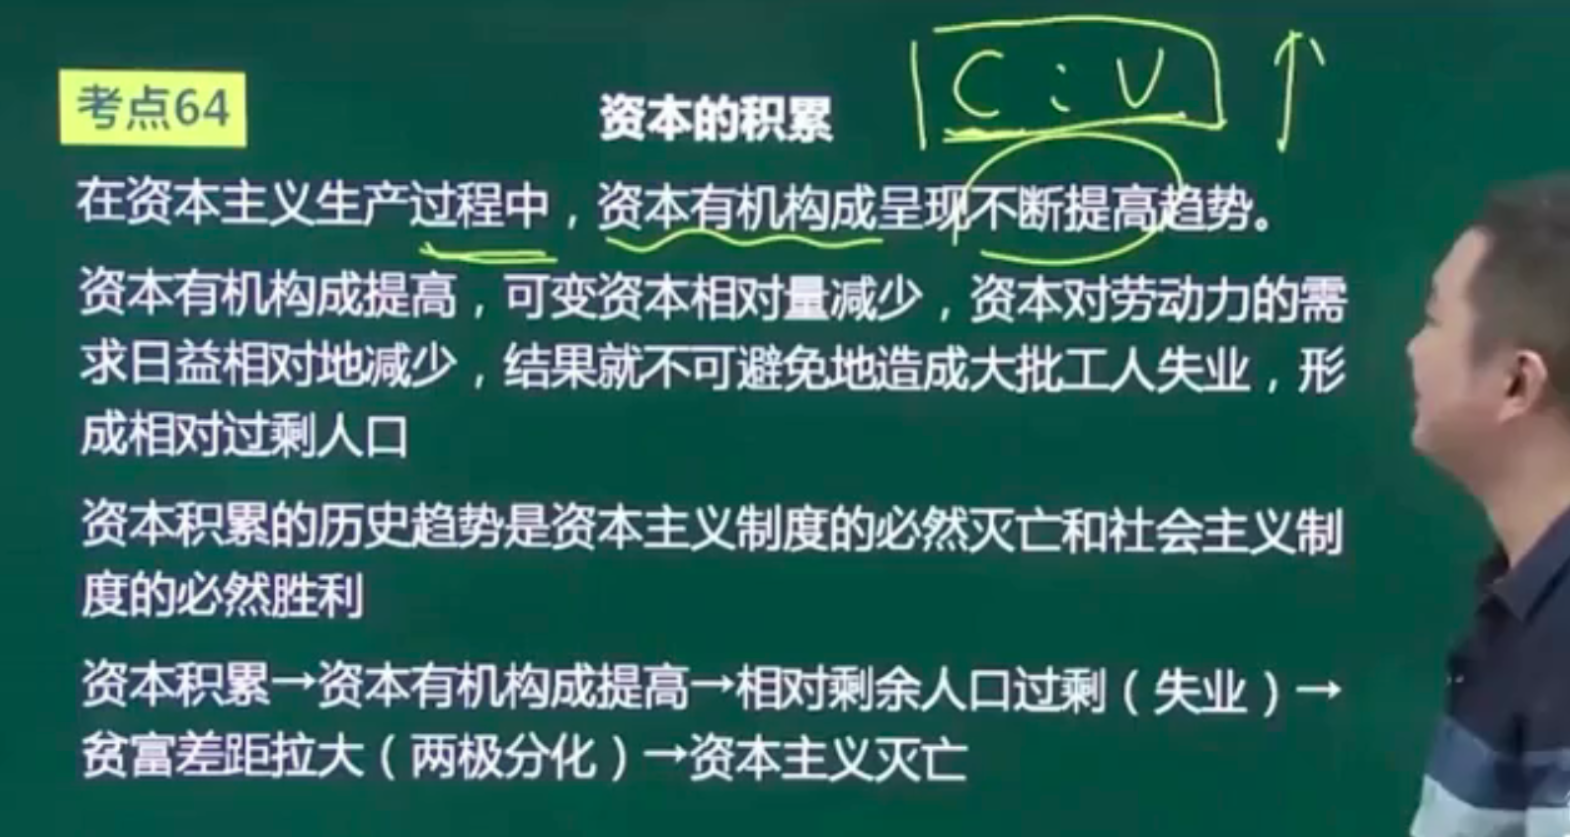 C : V
考点64
资本的积累
在资本主义生产过程中，资本有机构成呈现不断提高趋势。
资本有机构成提高，可变资本相对量减少，资本对劳动力的需
求日益相对地减少，结果就不可避免地造成大批工人失业，形
成相对过剩人口
资本积累的历史趋势是资本主义制度的必然灭亡和社会主义制
度的必然胜利
资本积累→资本有机构成提高→相对剩余人口过剩（失业）→
贫富差距拉大（两极分化）→资本主义灭亡